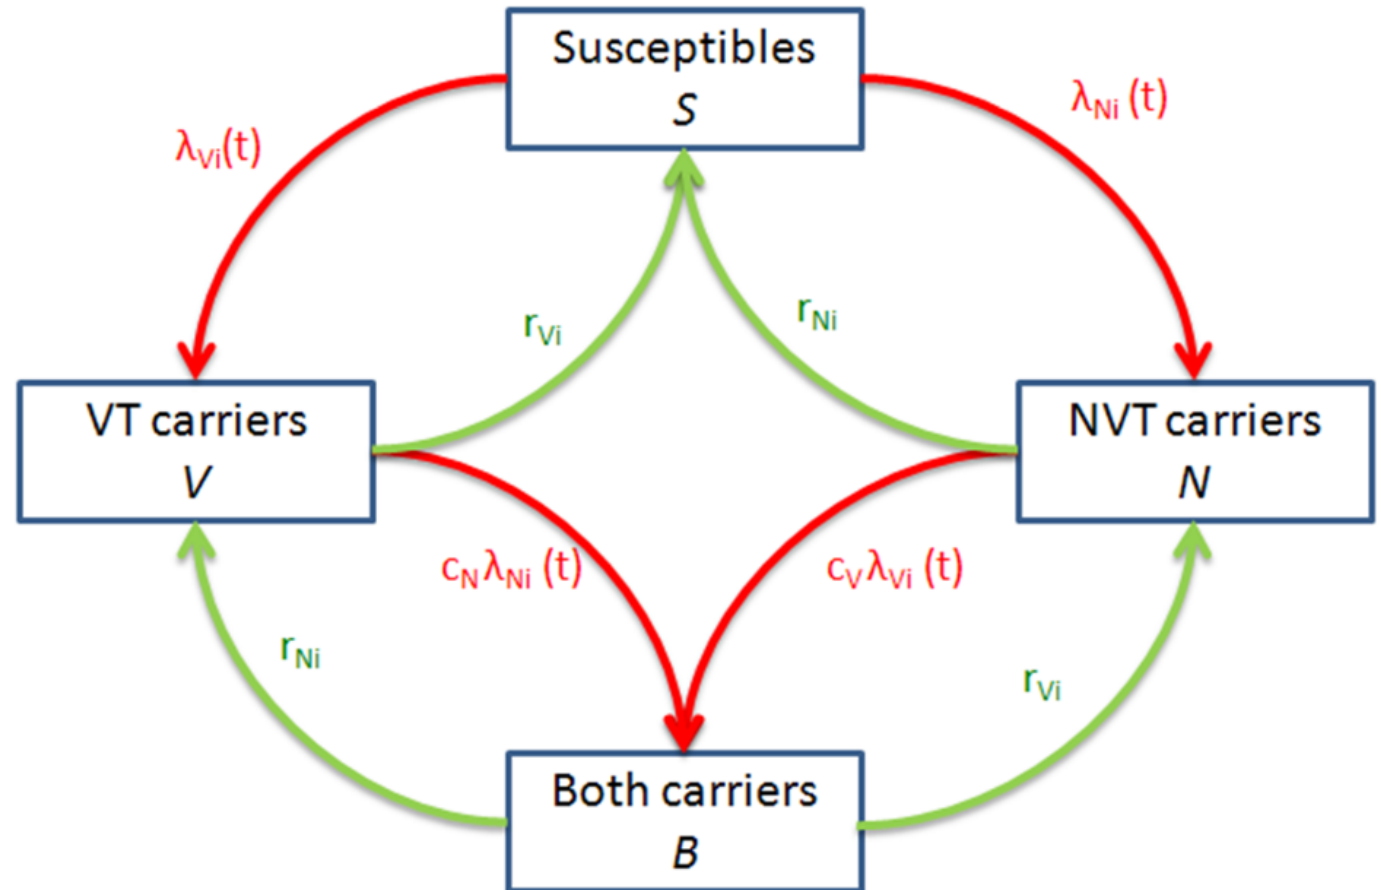 Susceptibles
S
λVi(t)
λNi (t)
rVi
rNi
VT carriers
V
NVT carriers
N
cNλNi (t)
cVλVi (t)
rNi
rVi
Both carriers
B